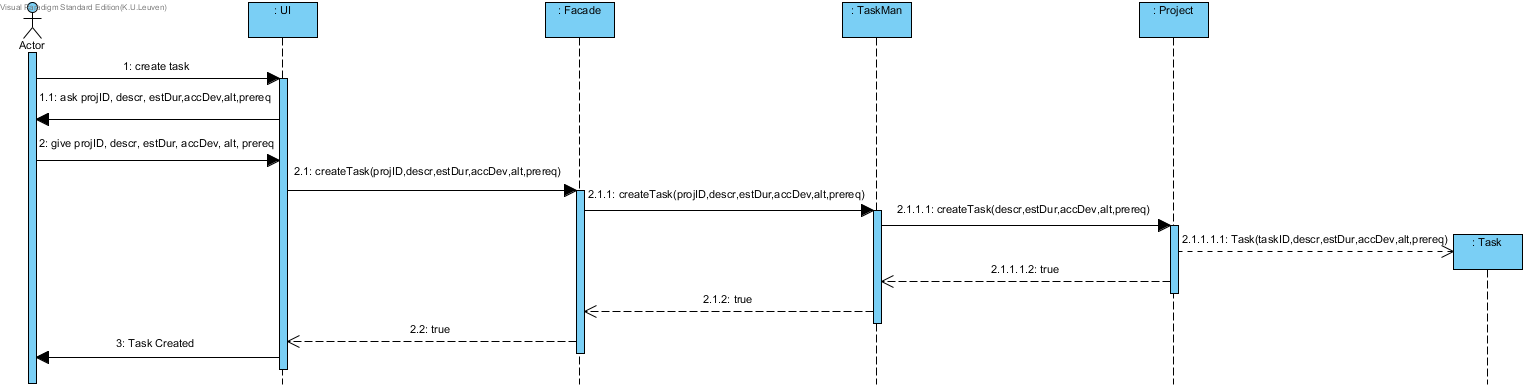 Visual Paradigm Standard Edition(K.U.Leuven)
: UI
: Facade
: TaskMan
: Project
Actor
1: create task
1.1: ask projID, descr, estDur,accDev,alt,prereq
2: give projID, descr, estDur, accDev, alt, prereq
2.1: createTask(projID,descr,estDur,accDev,alt,prereq)
2.1.1: createTask(projID,descr,estDur,accDev,alt,prereq)
2.1.1.1: createTask(descr,estDur,accDev,alt,prereq)
2.1.1.1.1: Task(taskID,descr,estDur,accDev,alt,prereq)
: Task
2.1.1.1.2: true
2.1.2: true
2.2: true
3: Task Created